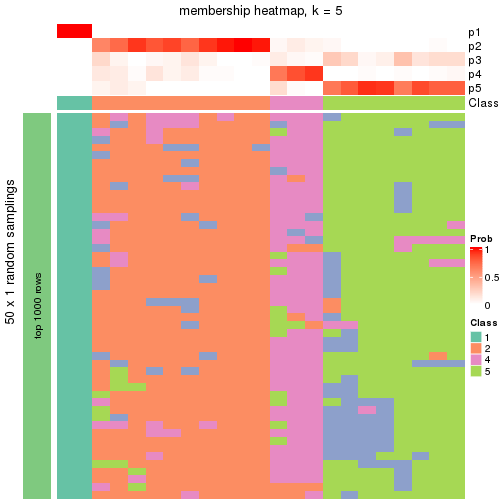 membership heatmap, k = 5
p1
p2
p3
p4
p5
Class
50 x 1 random samplings
top 1000 rows
Prob
1
0.5
0
Class
1
2
4
5